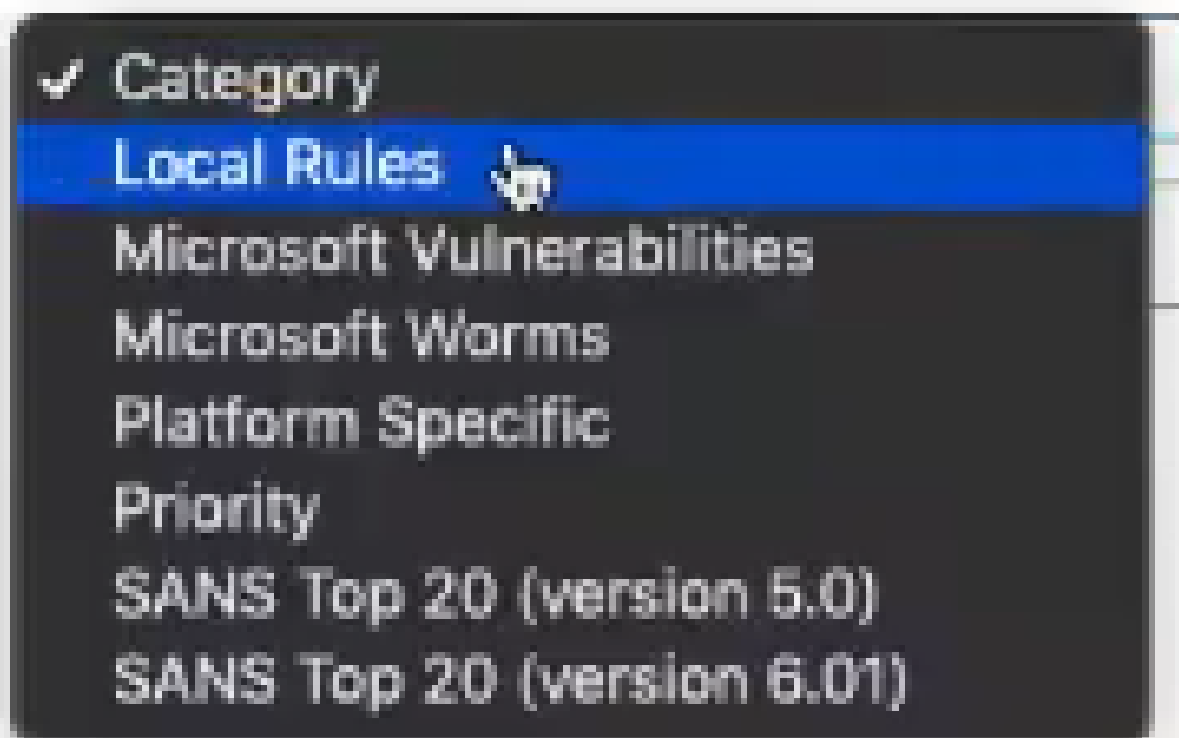 Category
Local Rules
Microsoft Vulnerabilities
Microsoft Worms
Platform Specific
Priority
SANS Top 20 (version 5.0)
SANS Top 20 (version 6.01)